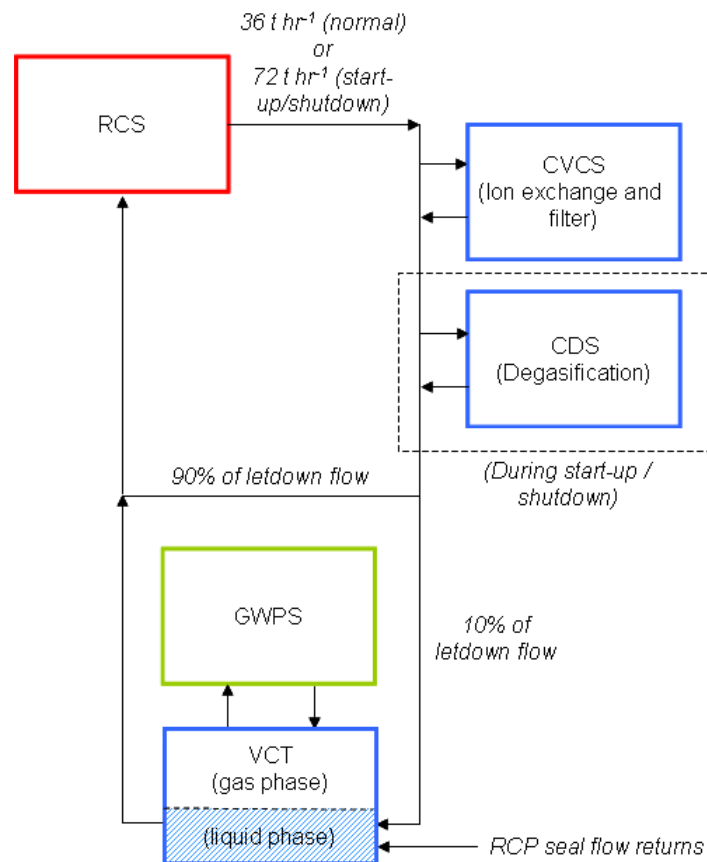 36 t hr⁻¹ (normal)
or
72 t hr⁻¹ (start-
up/shutdown)
RCS
CVCS
(Ion exchange and
filter)
CDS
(Degasification)
90% of letdown flow
(During start-up /
shutdown)
GWPS
10% of
letdown flow
VCT
(gas phase)
(liquid phase)
RCP seal flow returns